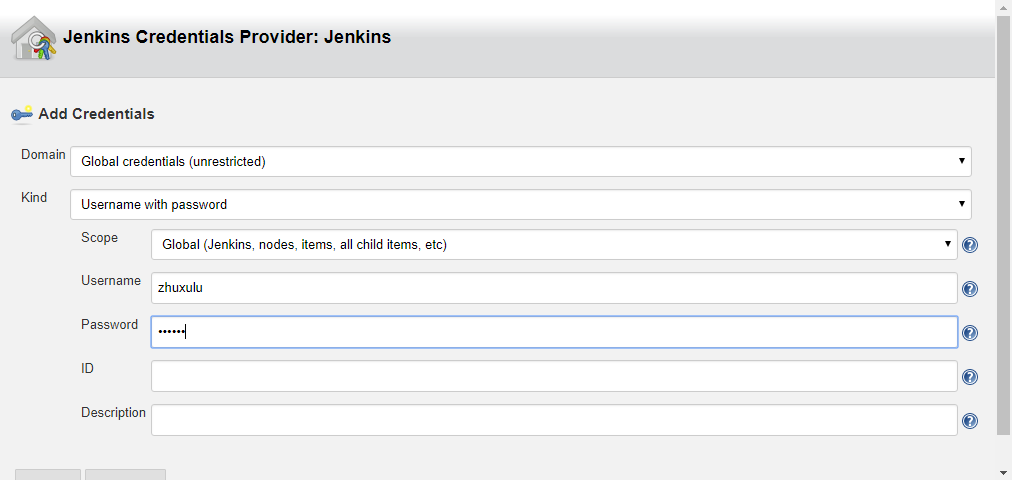 Jenkins Credentials Provider: Jenkins
Add Credentials
Domain
Global credentials (unrestricted)
Kind
Username with password
Scope
Global (Jenkins, nodes, items, all child items, etc)
Username
zhuxulu
Password
••••••
ID
Description